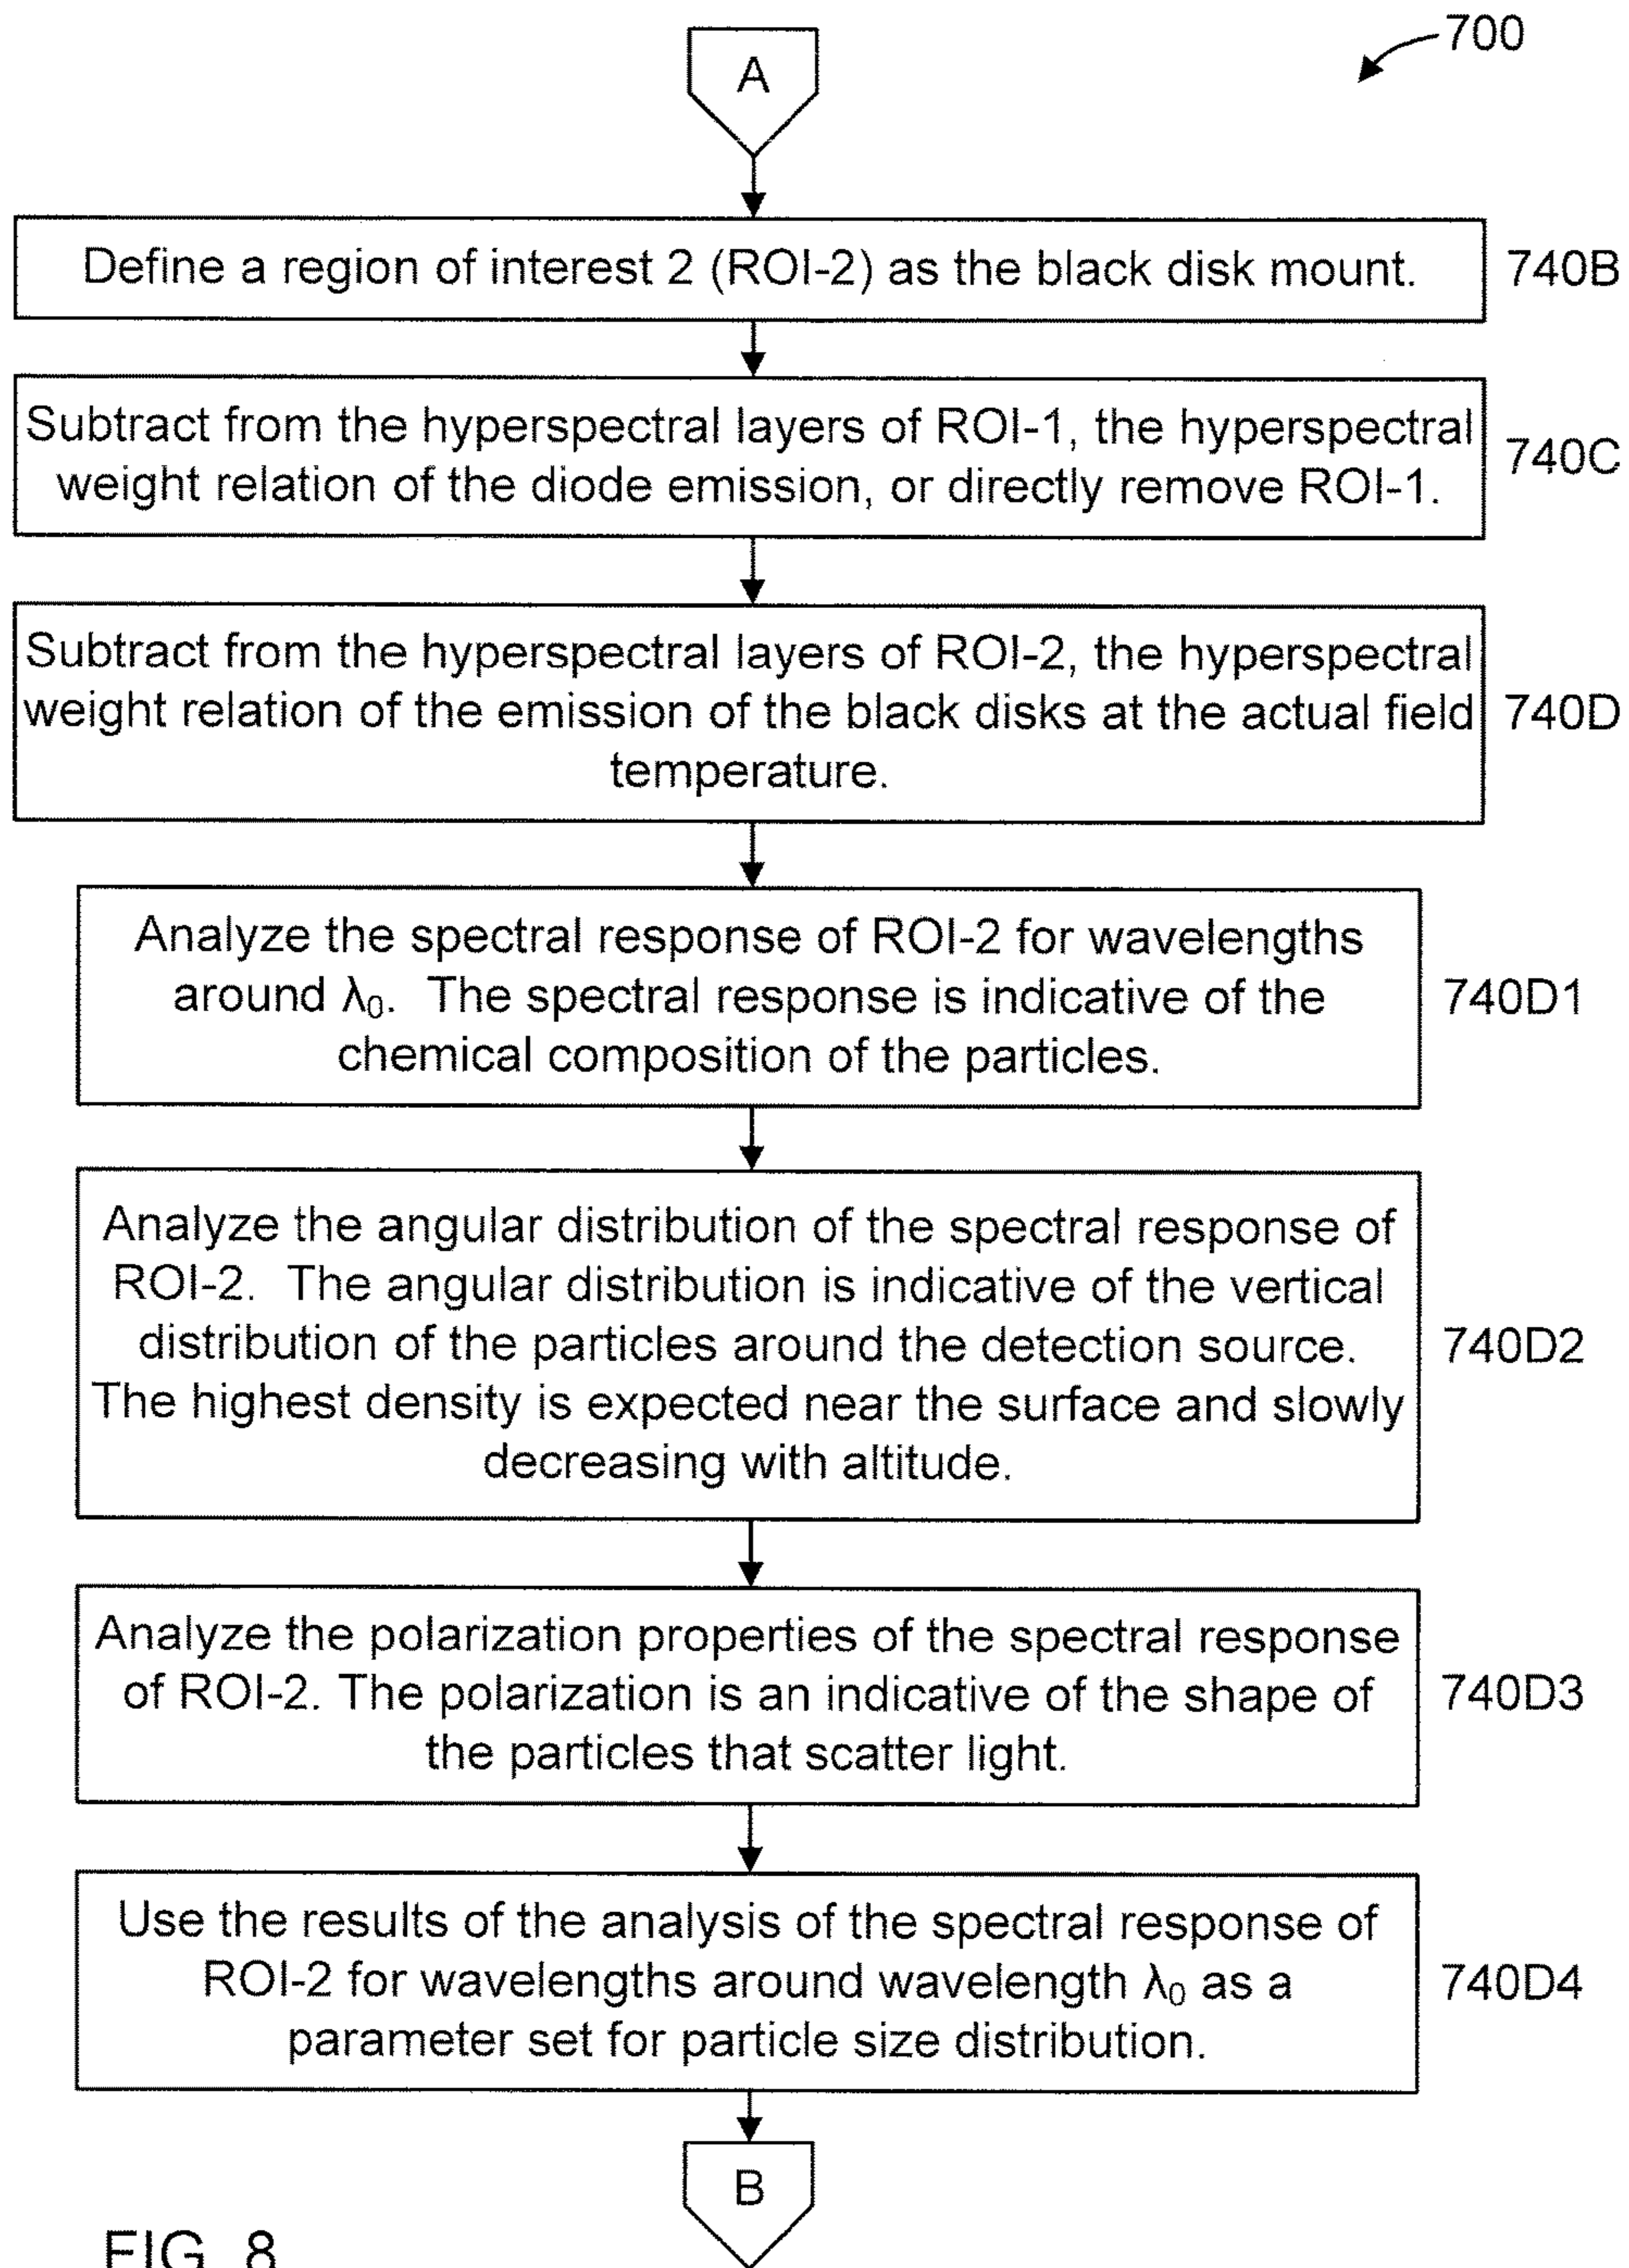 700
A
Define a region of interest 2 (ROI-2) as the black disk mount.
740B
Subtract from the hyperspectral layers of ROI-1, the hyperspectral
weight relation of the diode emission, or directly remove ROI-1.
740C
Subtract from the hyperspectral layers of ROI-2, the hyperspectral
weight relation of the emission of the black disks at the actual field
temperature.
740D
Analyze the spectral response of ROI-2 for wavelengths
around λ₀. The spectral response is indicative of the
chemical composition of the particles.
740D1
Analyze the angular distribution of the spectral response of
ROI-2. The angular distribution is indicative of the vertical
distribution of the particles around the detection source.
The highest density is expected near the surface and slowly
decreasing with altitude.
740D2
Analyze the polarization properties of the spectral response
of ROI-2. The polarization is an indicative of the shape of
the particles that scatter light.
740D3
Use the results of the analysis of the spectral response of
ROI-2 for wavelengths around wavelength λ₀ as a
parameter set for particle size distribution.
740D4
B
FIG. 8